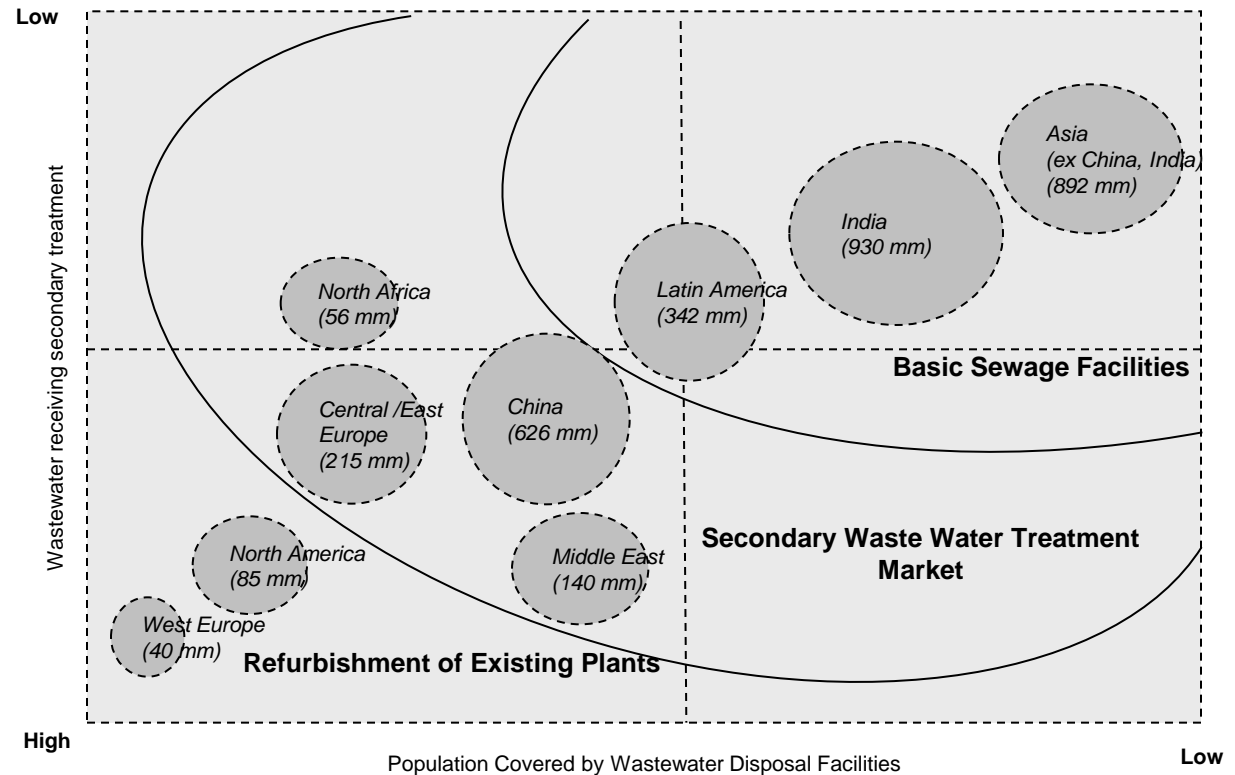 Low
Wastewater receiving secondary treatment
Asia
(ex China, India)
(892 mm)
India
(930 mm)
North Africa
(56 mm)
Latin America
(342 mm)
Basic Sewage Facilities
Central /East
Europe
(215 mm)
China
(626 mm)
North America
(85 mm)
Middle East
(140 mm)
Secondary Waste Water Treatment
Market
West Europe
(40 mm)
Refurbishment of Existing Plants
High
Population Covered by Wastewater Disposal Facilities
Low